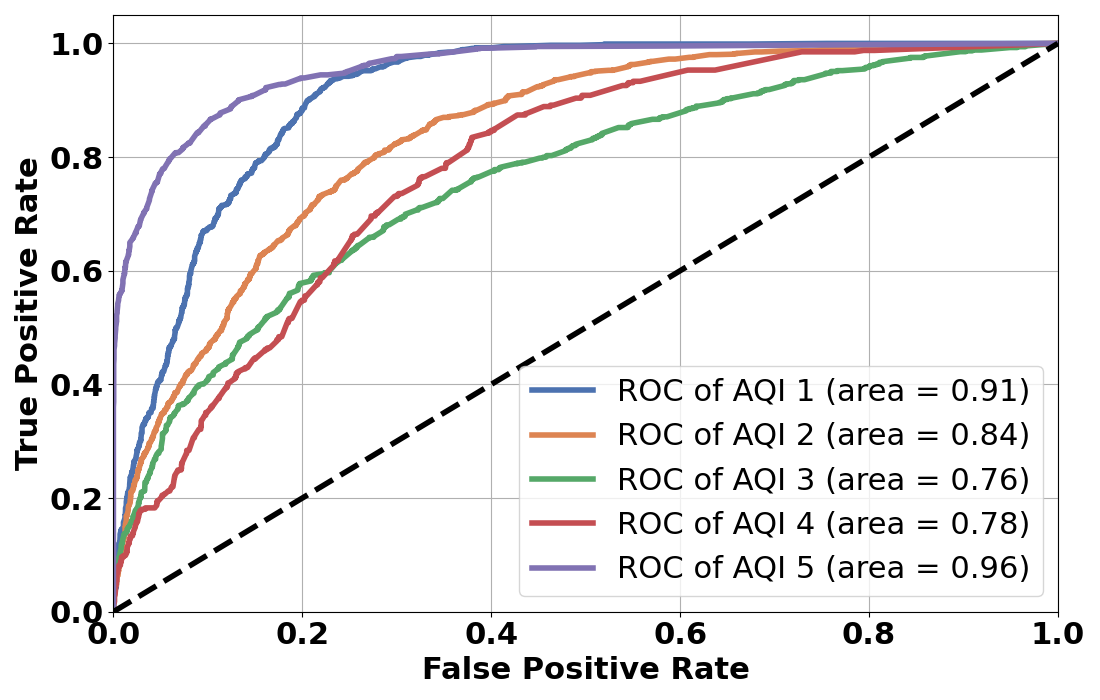 True Positive Rate
1.0
0.8
0.6
0.4
0.2
0.0
ROC of AQI 1 (area = 0.91)
ROC of AQI 2 (area = 0.84)
ROC of AQI 3 (area = 0.76)
ROC of AQI 4 (area = 0.78)
ROC of AQI 5 (area = 0.96)
0.0 0.2 0.4 0.6 0.8 1.0
False Positive Rate